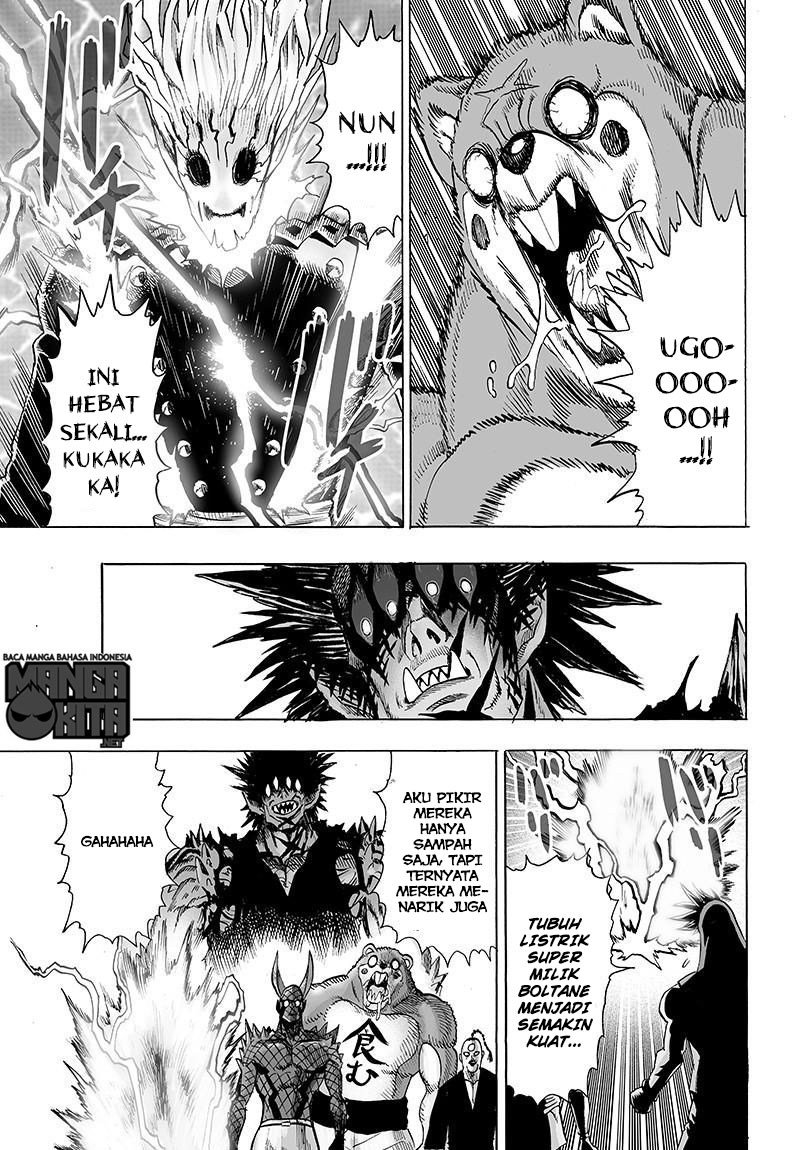 UGO-
OOO-
OOH
...!!
NUN
...!!!
INI
HEBAT
SEKALI...
KUKAKA
KA!
BACA MANGA BAHASA INDONESIA
MANGA
KITA
.NET
TUBUH
LISTRIK
SUPER
MILIK
BOLTANE
MENJADI
SEMAKIN
KUAT...
AKU PIKIR
MEREKA
HANYA
SAMPAH
SAJA, TAPI
TERNYATA
MEREKA ME-
NARIK JUGA
GAHAHAHA
食む